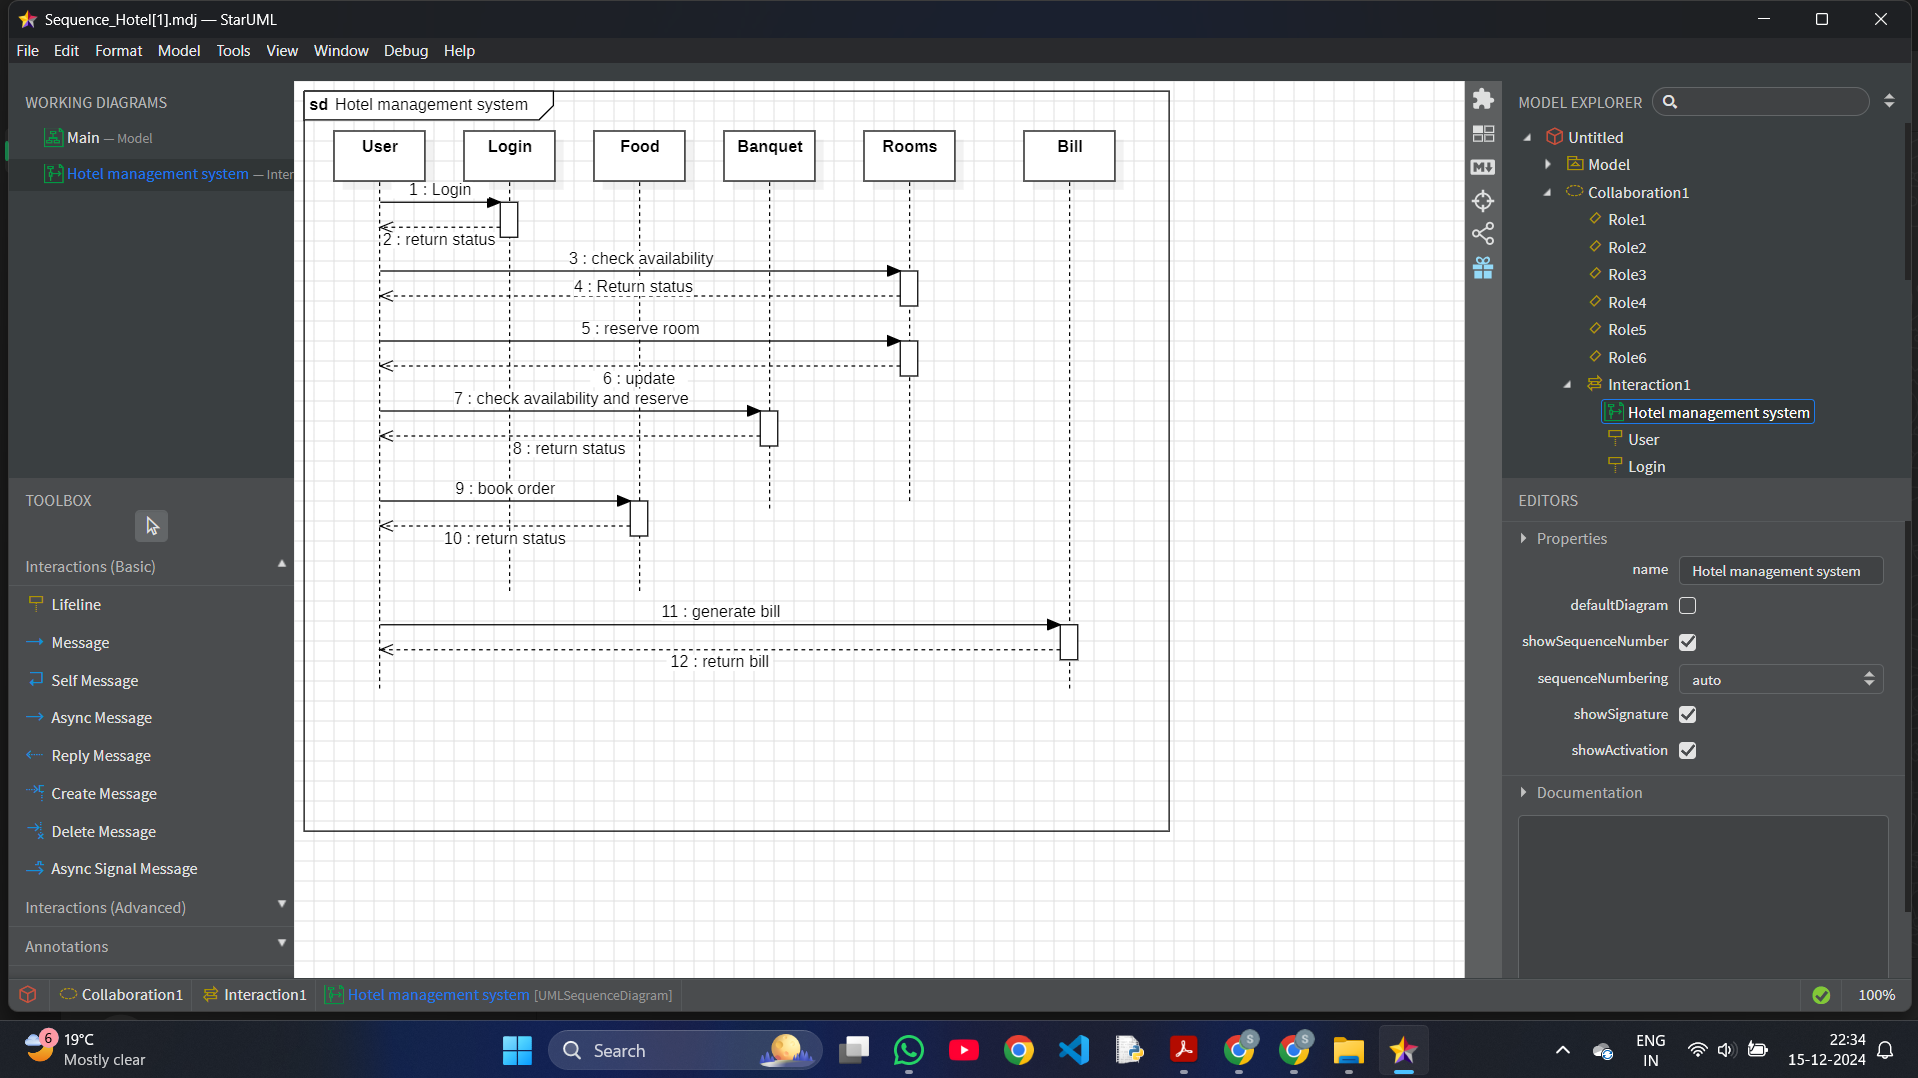 Sequence_Hotel[1].mdj — StarUML
File Edit Format Model Tools View Window Debug Help
WORKING DIAGRAMS
Main — Model
Hotel management system — Inter
TOOLBOX
Interactions (Basic)
Lifeline
Message
Self Message
Async Message
Reply Message
Create Message
Delete Message
Async Signal Message
Interactions (Advanced)
Annotations
sd Hotel management system
User Login Food Banquet Rooms Bill
1 : Login
2 : return status
3 : check availability
4 : Return status
5 : reserve room
6 : update
7 : check availability and reserve
8 : return status
9 : book order
10 : return status
11 : generate bill
12 : return bill
M
MODEL EXPLORER
Untitled
Model
Collaboration1
Role1
Role2
Role3
Role4
Role5
Role6
Interaction1
Hotel management system
User
Login
EDITORS
Properties
name Hotel management system
defaultDiagram
showSequenceNumber
sequenceNumbering auto
showSignature
showActivation
Documentation
Collaboration1 Interaction1 Hotel management system [UMLSequenceDiagram] 100%
6 19°C
Mostly clear
Search
S S
ENG
IN
22:34
15-12-2024